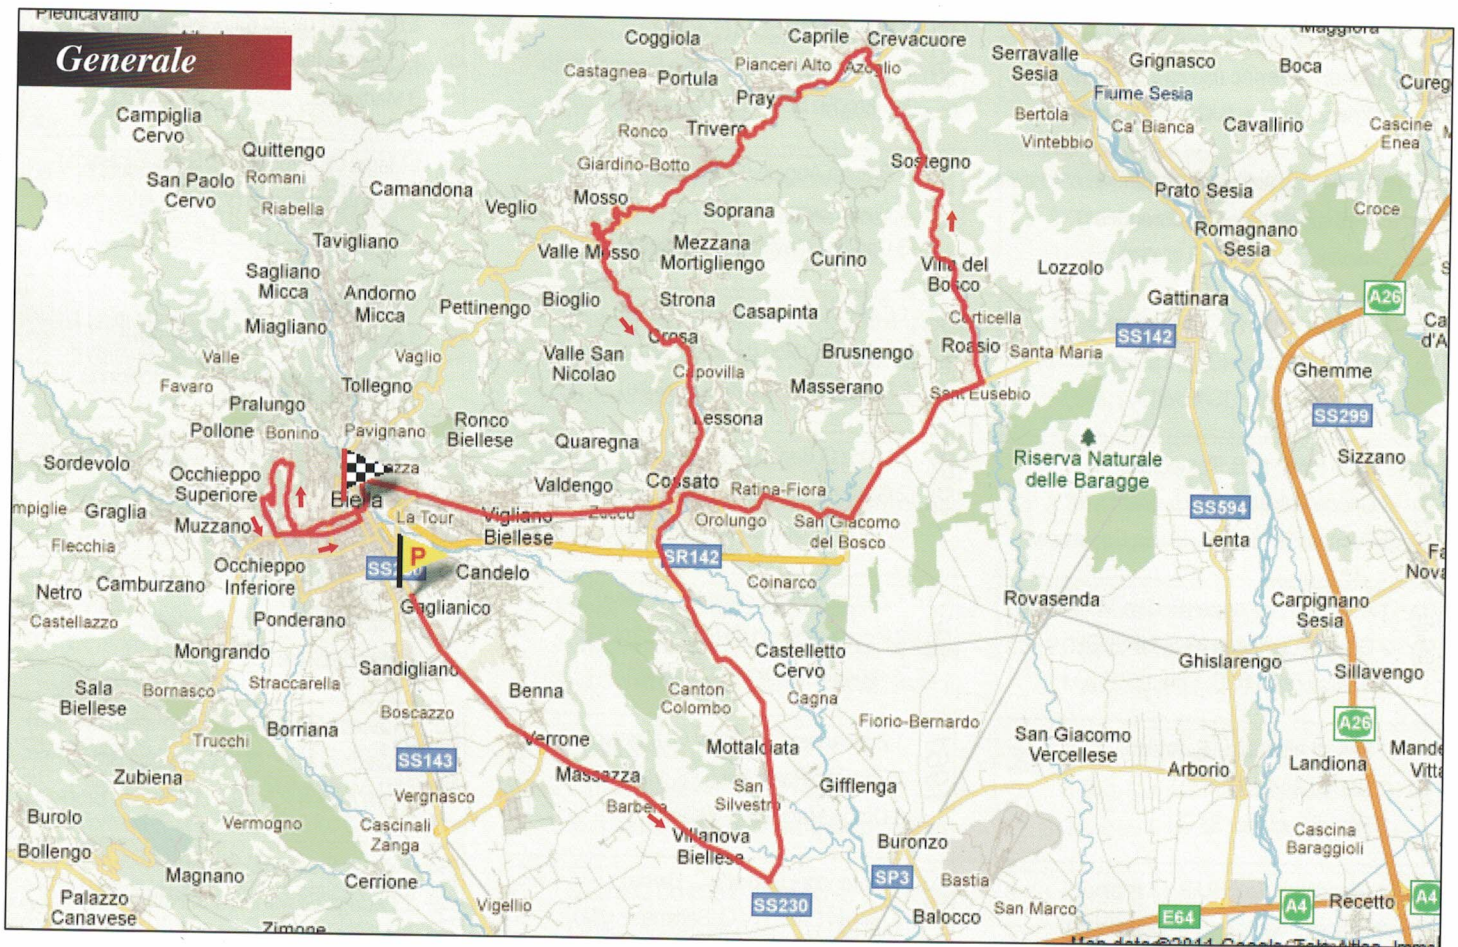 Piedicavallo
Generale
Coggiola
Caprile
Crevacuore
Maggiora
Castagnea
Portula
Pianceri Alto
Azoglio
Serravalle
Sesia
Grignasco
Boca
Cureg
Fiume Sesia
Pray
Campiglia
Cervo
Ronco
Trivero
Bertola
Ca' Bianca
Cavallirio
Cascine
Enea
Vintebbio
Quittengo
Giardino-Botto
Sostegno
San Paolo
Cervo
Romani
Camandona
Mosso
Prato Sesia
Riabella
Veglio
Soprana
Croce
Tavigliano
Valle Mosso
Mezzana
Mortigliengo
Curino
Villa del
Bosco
Lozzolo
Romagnano
Sesia
Sagliano
Micca
Andorno
Micca
Pettinengo
Bioglio
Strona
Casapinta
Gattinara
A26
Miagliano
Crosa
Corticella
SS142
Ca
d'A
Valle
Vaglio
Valle San
Nicolao
Brusnengo
Roasio
Santa Maria
Favaro
Tollegno
Capovilla
Masserano
Sant'Eusebio
Ghemme
Pralungo
SS299
Pollone
Bonino
Pavignano
Ronco
Biellese
Quaregna
Lessona
Riserva Naturale
delle Baragge
Sizzano
Sordevolo
Occhieppo
Superiore
Biella
Valdengo
Cossato
Ratina-Fiora
SS594
mpiglie
Graglia
Muzzano
La Tour
Vigliano
Biellese
Zucco
Orolungo
San Giacomo
del Bosco
Lenta
Flecchia
Occhieppo
Inferiore
P
Candelo
SR142
Coinarco
Netro
Camburzano
Gaglianico
Rovasenda
Carpignano
Sesia
Castellazzo
Ponderano
Mongrando
Sandigliano
Castelletto
Cervo
Ghislarengo
Sillavengo
Sala
Biellese
Bornasco
Straccarella
Benna
Canton
Colombo
Cagna
Boscazzo
Fiorio-Bernardo
A26
Trucchi
Borriana
Verrone
Mottalciata
San Giacomo
Vercellese
Zubiena
SS143
Massazza
Arborio
Landiona
Mande
Vitta
Vergnasco
Barbera
San
Silvestro
Gifflenga
Burolo
Vermogno
Cascinali
Zanga
Villanova
Biellese
Buronzo
Cascina
Baraggioli
Bollengo
Magnano
Cerrione
SP3
Bastia
Palazzo
Canavese
Vigellio
SS230
Balocco
San Marco
E64
A4
Recetto
A4
Zimone